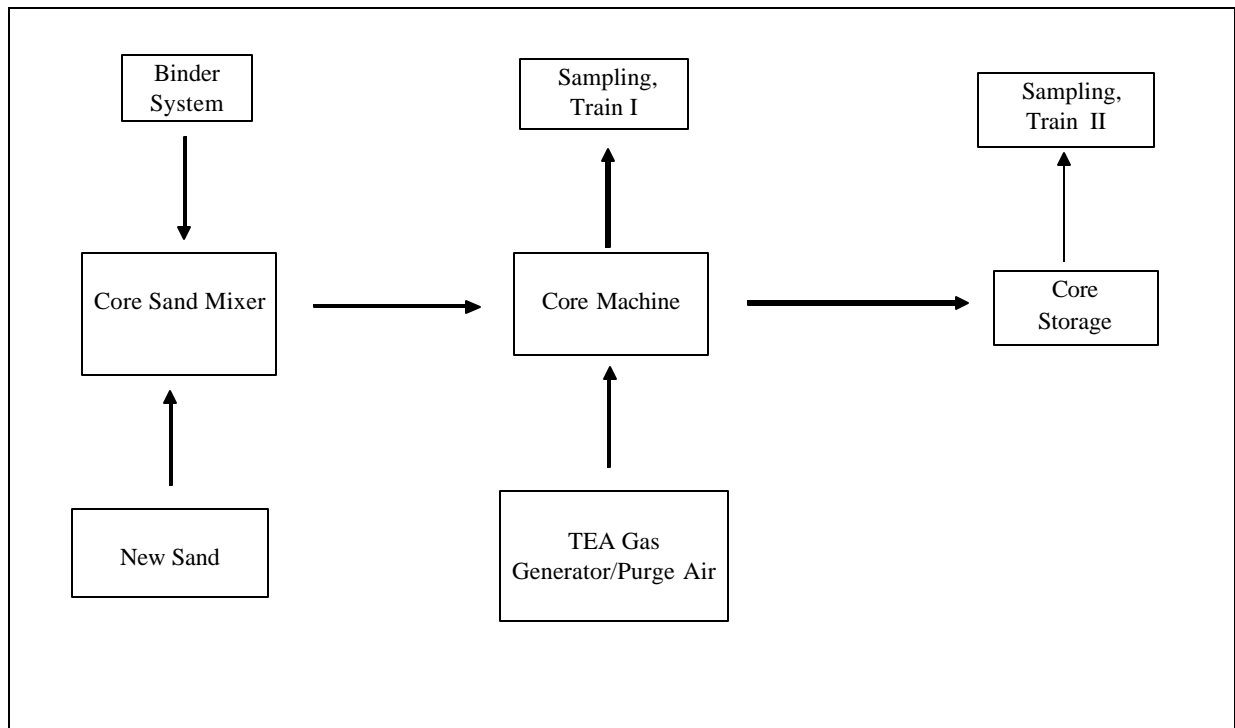 Binder
System
Sampling,
Train I
Sampling,
Train II
Core Sand Mixer
Core Machine
Core
Storage
New Sand
TEA Gas
Generator/Purge Air